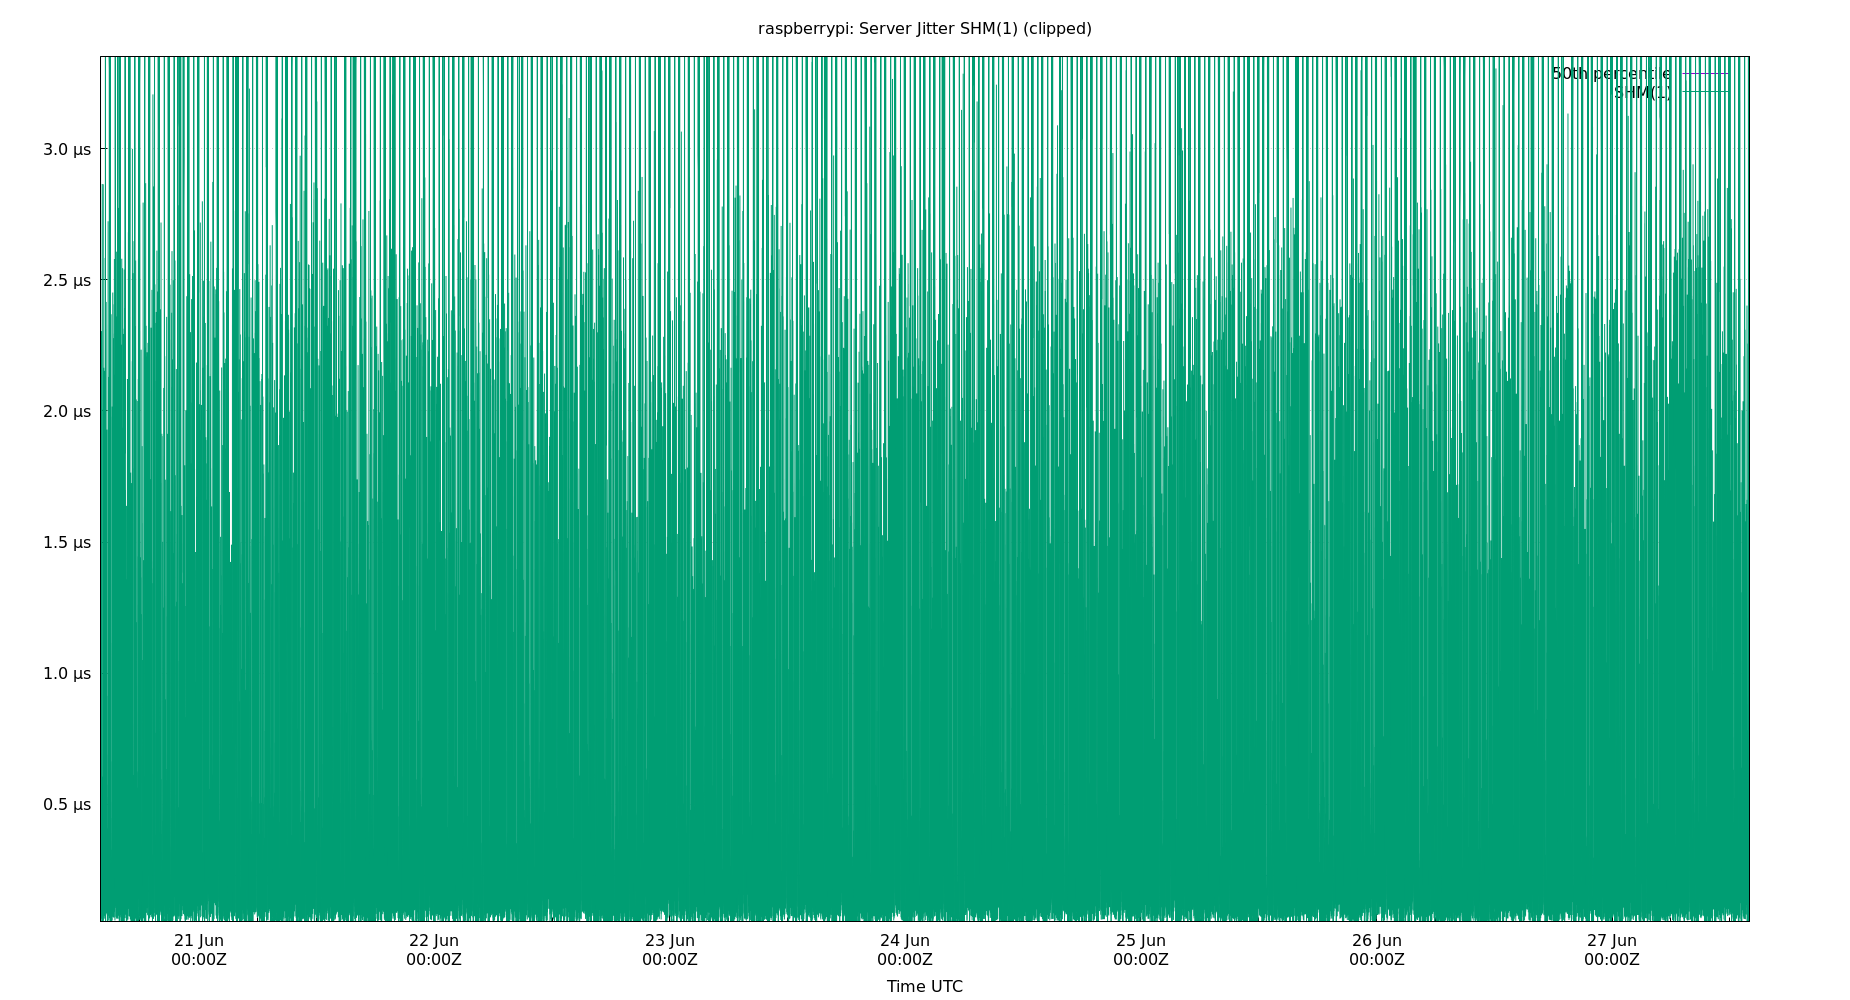 raspberrypi: Server Jitter SHM(1) (clipped)
50th percentile
SHM(1)
3.0 µs
2.5 µs
2.0 µs
1.5 µs
1.0 µs
0.5 µs
21 Jun 22 Jun 23 Jun 24 Jun 25 Jun 26 Jun 27 Jun
00:00Z 00:00Z 00:00Z 00:00Z 00:00Z 00:00Z 00:00Z
Time UTC